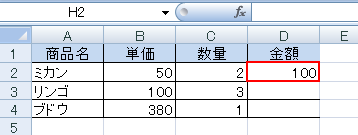 H2 fx
A B C D
1 商品名 単価 数量 金額
2 ミカン 50 2 100
3 リンゴ 100 3
4 ブドウ 380 1
5